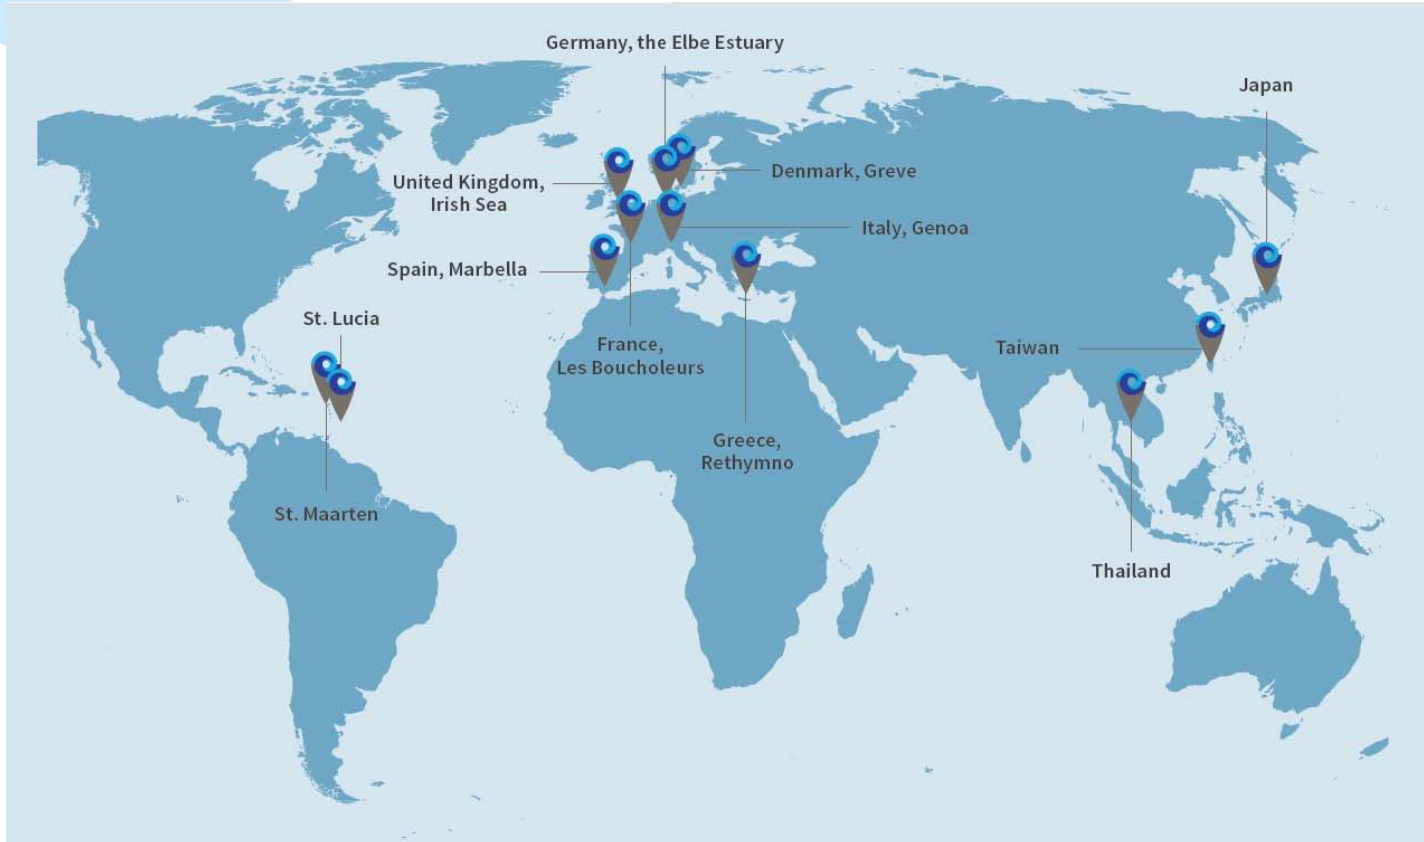 Germany, the Elbe Estuary
Japan
United Kingdom,
Irish Sea
Denmark, Greve
Italy, Genoa
Spain, Marbella
St. Lucia
France,
Les Boucholeurs
Taiwan
Greece,
Rethymno
St. Maarten
Thailand